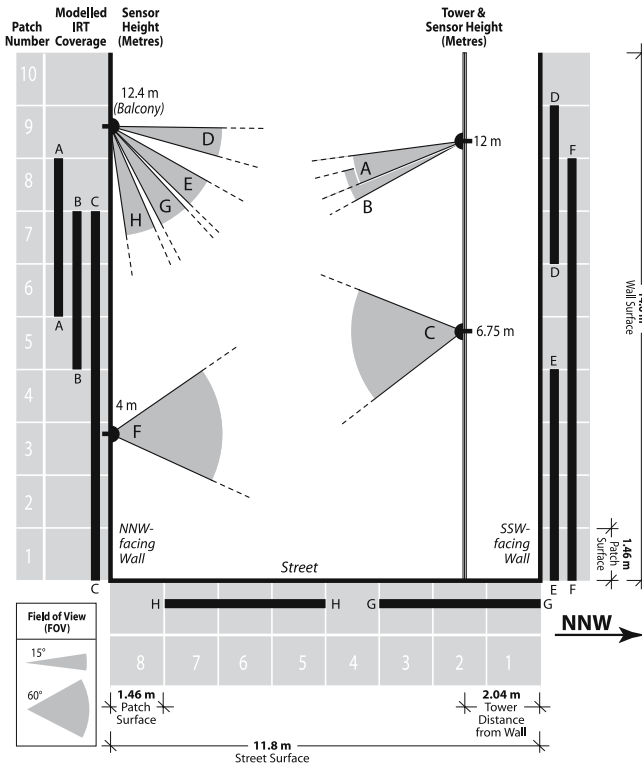 Patch
Number
Modelled
IRT
Coverage
Sensor
Height
(Metres)
Tower &
Sensor Height
(Metres)
10
9
8
7
6
5
4
3
2
1
A
A
B
B
C
C
12.4 m
(Balcony)
D
E
G
H
4 m
F
12 m
A
B
C
6.75 m
D
D
E
E
F
F
Wall Surface
1.46 m
Patch
Surface
NNW-
facing
Wall
SSW-
facing
Wall
Street
H
H
G
G
NNW
8
7
6
5
4
3
2
1
Field of View
(FOV)
15°
60°
1.46 m
Patch
Surface
2.04 m
Tower
Distance
from Wall
11.8 m
Street Surface